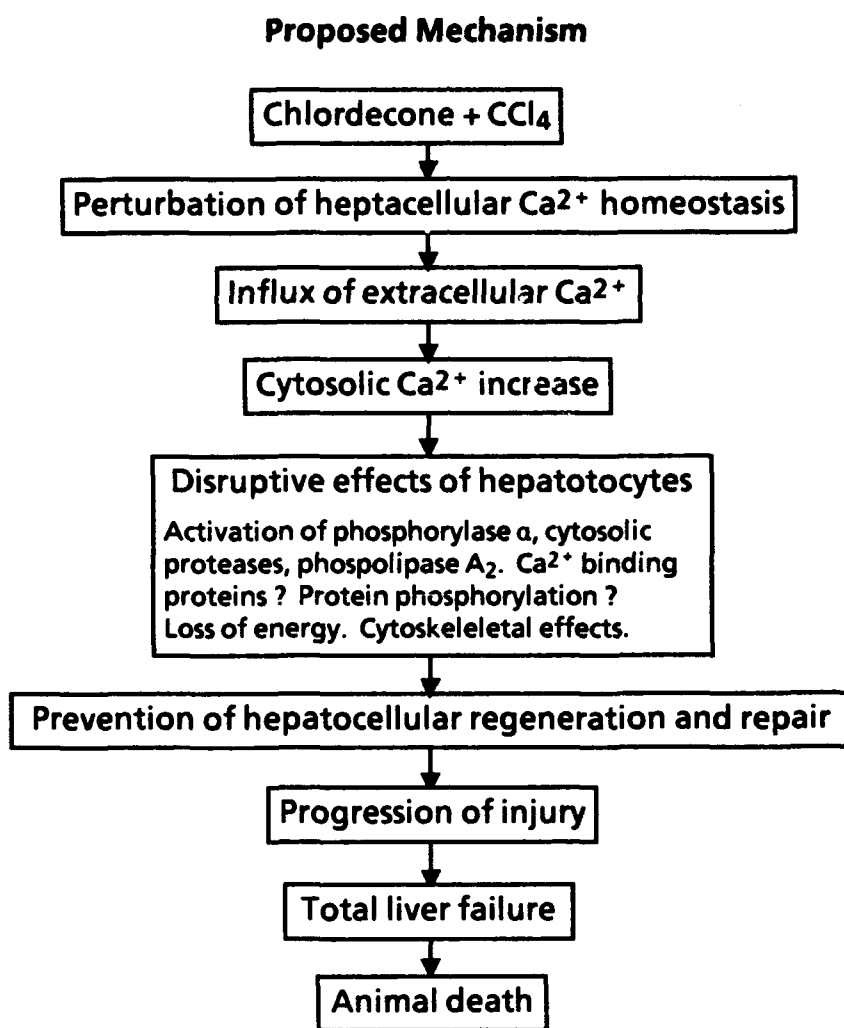 Proposed Mechanism
Chlordecone + CCl₄
Perturbation of heptacellular Ca²⁺ homeostasis
Influx of extracellular Ca²⁺
Cytosolic Ca²⁺ increase
Disruptive effects of hepatotocytes
Activation of phosphorylase α, cytosolic
proteases, phospolipase A₂. Ca²⁺ binding
proteins ? Protein phosphorylation ?
Loss of energy. Cytoskeleletal effects.
Prevention of hepatocellular regeneration and repair
Progression of injury
Total liver failure
Animal death